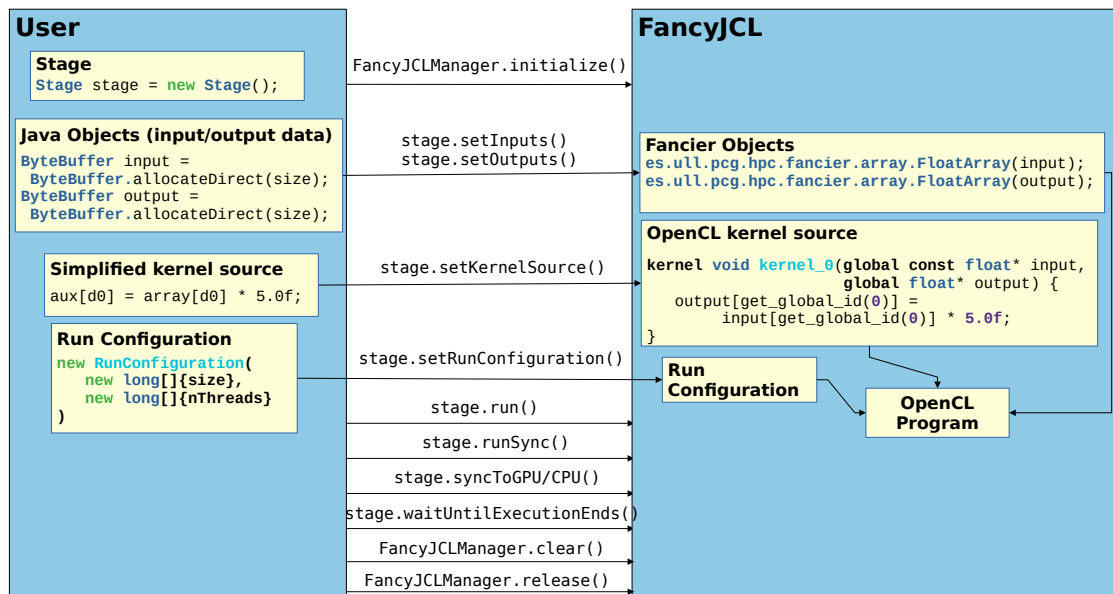 User
Stage
Stage stage = new Stage();
Java Objects (input/output data)
ByteBuffer input =
ByteBuffer.allocateDirect(size);
ByteBuffer output =
ByteBuffer.allocateDirect(size);
Simplified kernel source
aux[d0] = array[d0] * 5.0f;
Run Configuration
new RunConfiguration(
new long[]{size},
new long[]{nThreads}
)
FancyJCLManager.initialize()
stage.setInputs()
stage.setOutputs()
stage.setKernelSource()
stage.setRunConfiguration()
stage.run()
stage.runSync()
stage.syncToGPU/CPU()
stage.waitUntilExecutionEnds()
FancyJCLManager.clear()
FancyJCLManager.release()
FancyJCL
Fancier Objects
es.ull.pcg.hpc.fancier.array.FloatArray(input);
es.ull.pcg.hpc.fancier.array.FloatArray(output);
OpenCL kernel source
kernel void kernel_0(global const float* input,
global float* output) {
output[get_global_id(0)] =
input[get_global_id(0)] * 5.0f;
}
Run
Configuration
OpenCL
Program